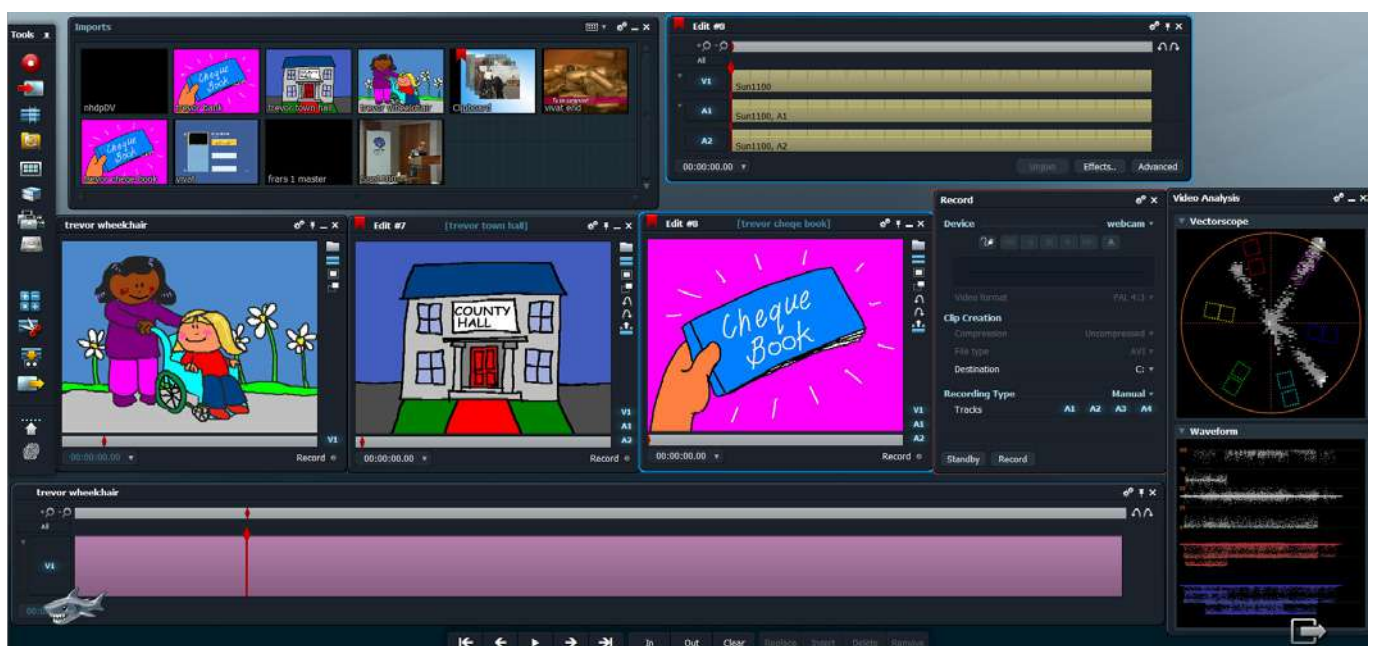 Tools
Imports
nhdpDV
trevor bank
trevor town hall
trevor wheelchair
Clipboard
vivat end
Cheque
Book
trevor cheqe book
vivat
frars 1 master
Edit #8
All
V1
Sun1100
A1
Sun1100, A1
A2
Sun1100, A2
00:00:00.00
Effects..
Advanced
trevor wheelchair
V1
00:00:00.00
Record
Edit #7
[trevor town hall]
COUNTY
HALL
V1
A1
A2
00:00:00.00
Record
Edit #8
[trevor cheqe book]
Cheque
Book
V1
A1
A2
00:00:00.00
Record
Record
Device
webcam
Video format
PAL 4:3
Clip Creation
Compression
Uncompressed
File type
AVI
Destination
C:
Recording Type
Manual
Tracks
A1 A2 A3 A4
Standby
Record
Video Analysis
Vectorscope
Waveform
trevor wheelchair
All
V1
In
Out
Clear
Replace
Insert
Delete
Remove